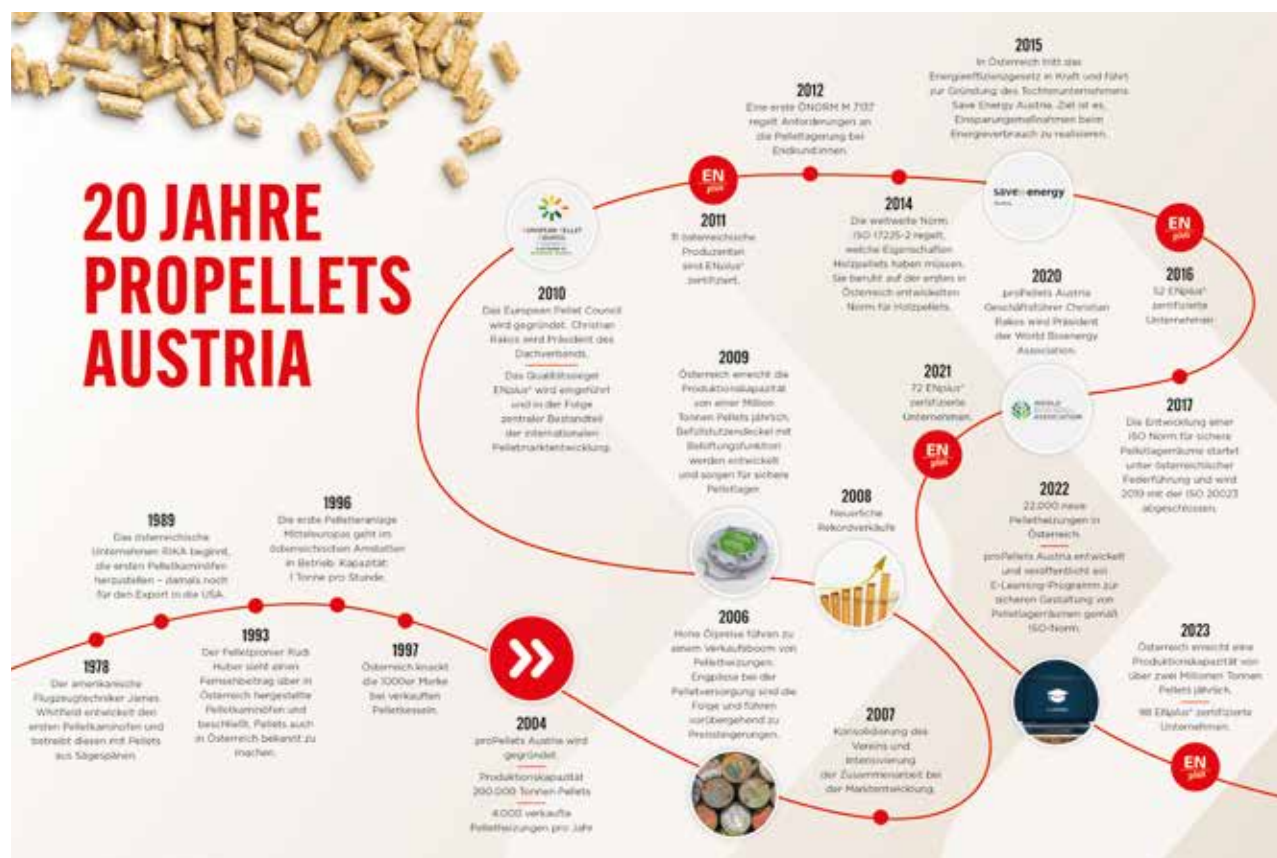 20 JAHRE
PROPELLETS
AUSTRIA
1978
Der amerikanische
Flugzeugtechniker James
Whitfield entwickelt den
ersten Pelletkaminofen und
betreibt diesen mit Pellets
aus Sägespänen.
1989
Das österreichische
Unternehmen RIKA beginnt,
die ersten Pelletkaminöfen
herzustellen – damals noch
für den Export in die USA.
1993
Der Pelletpionier Rudi
Huber sieht einen
Fernsehbeitrag über in
Österreich hergestellte
Pelletkaminöfen und
beschließt, Pellets auch
in Österreich bekannt zu
machen.
1996
Die erste Pelletieranlage
Mitteleuropas geht im
österreichischen Amstetten
in Betrieb. Kapazität:
1 Tonne pro Stunde.
1997
Österreich knackt
die 1000er Marke
bei verkauften
Pelletkesseln.
2004
proPellets Austria wird
gegründet.
Produktionskapazität
200.000 Tonnen Pellets
4.000 verkaufte
Pelletheizungen pro Jahr
2006
Hohe Ölpreise führen zu
einem Verkaufsboom von
Pelletheizungen.
Engpässe bei der
Pelletversorgung sind die
Folge und führen
vorübergehend zu
Preissteigerungen.
2007
Konsolidierung des
Vereins und
Intensivierung
der Zusammenarbeit bei
der Marktentwicklung.
2008
Neuerliche
Rekordverkäufe
2009
Österreich erreicht die
Produktionskapazität
von einer Million
Tonnen Pellets jährlich.
Befüllstutzendeckel mit
Belüftungsfunktion
werden entwickelt
und sorgen für sichere
Pelletlager.
2010
Das European Pellet Council
wird gegründet. Christian
Rakos wird Präsident des
Dachverbands.
Das Qualitätssiegel
ENplus® wird eingeführt
und in der Folge
zentraler Bestandteil
der internationalen
Pelletmarktentwicklung.
EN
plus
2011
11 österreichische
Produzenten
sind ENplus®
zertifiziert.
2012
Eine erste ÖNORM M 7137
regelt Anforderungen an
die Pelletlagerung bei
Endkund:innen.
2014
Die weltweite Norm
ISO 17225-2 regelt,
welche Eigenschaften
Holzpellets haben müssen.
Sie beruht auf der ersten in
Österreich entwickelten
Norm für Holzpellets.
2015
In Österreich tritt das
Energieeffizienzgesetz in Kraft und führt
zur Gründung des Tochterunternehmens
Save Energy Austria. Ziel ist es,
Einsparungsmaßnahmen beim
Energieverbrauch zu realisieren.
save energy
EN
plus
2016
52 ENplus®
zertifizierte
Unternehmen
2017
Die Entwicklung einer
ISO Norm für sichere
Pelletlagerräume startet
unter österreichischer
Federführung und wird
2019 mit der ISO 20023
abgeschlossen.
2020
proPellets Austria
Geschäftsführer Christian
Rakos wird Präsident
der World Bioenergy
Association.
WORLD
BIOENERGY
ASSOCIATION
2021
72 ENplus®
zertifizierte
Unternehmen.
EN
plus
2022
22.000 neue
Pelletheizungen in
Österreich.
proPellets Austria entwickelt
und veröffentlicht ein
E-Learning-Programm zur
sicheren Gestaltung von
Pelletlagerräumen gemäß
ISO-Norm.
2023
Österreich erreicht eine
Produktionskapazität von
über zwei Millionen Tonnen
Pellets jährlich.
98 ENplus® zertifizierte
Unternehmen.
EN
plus